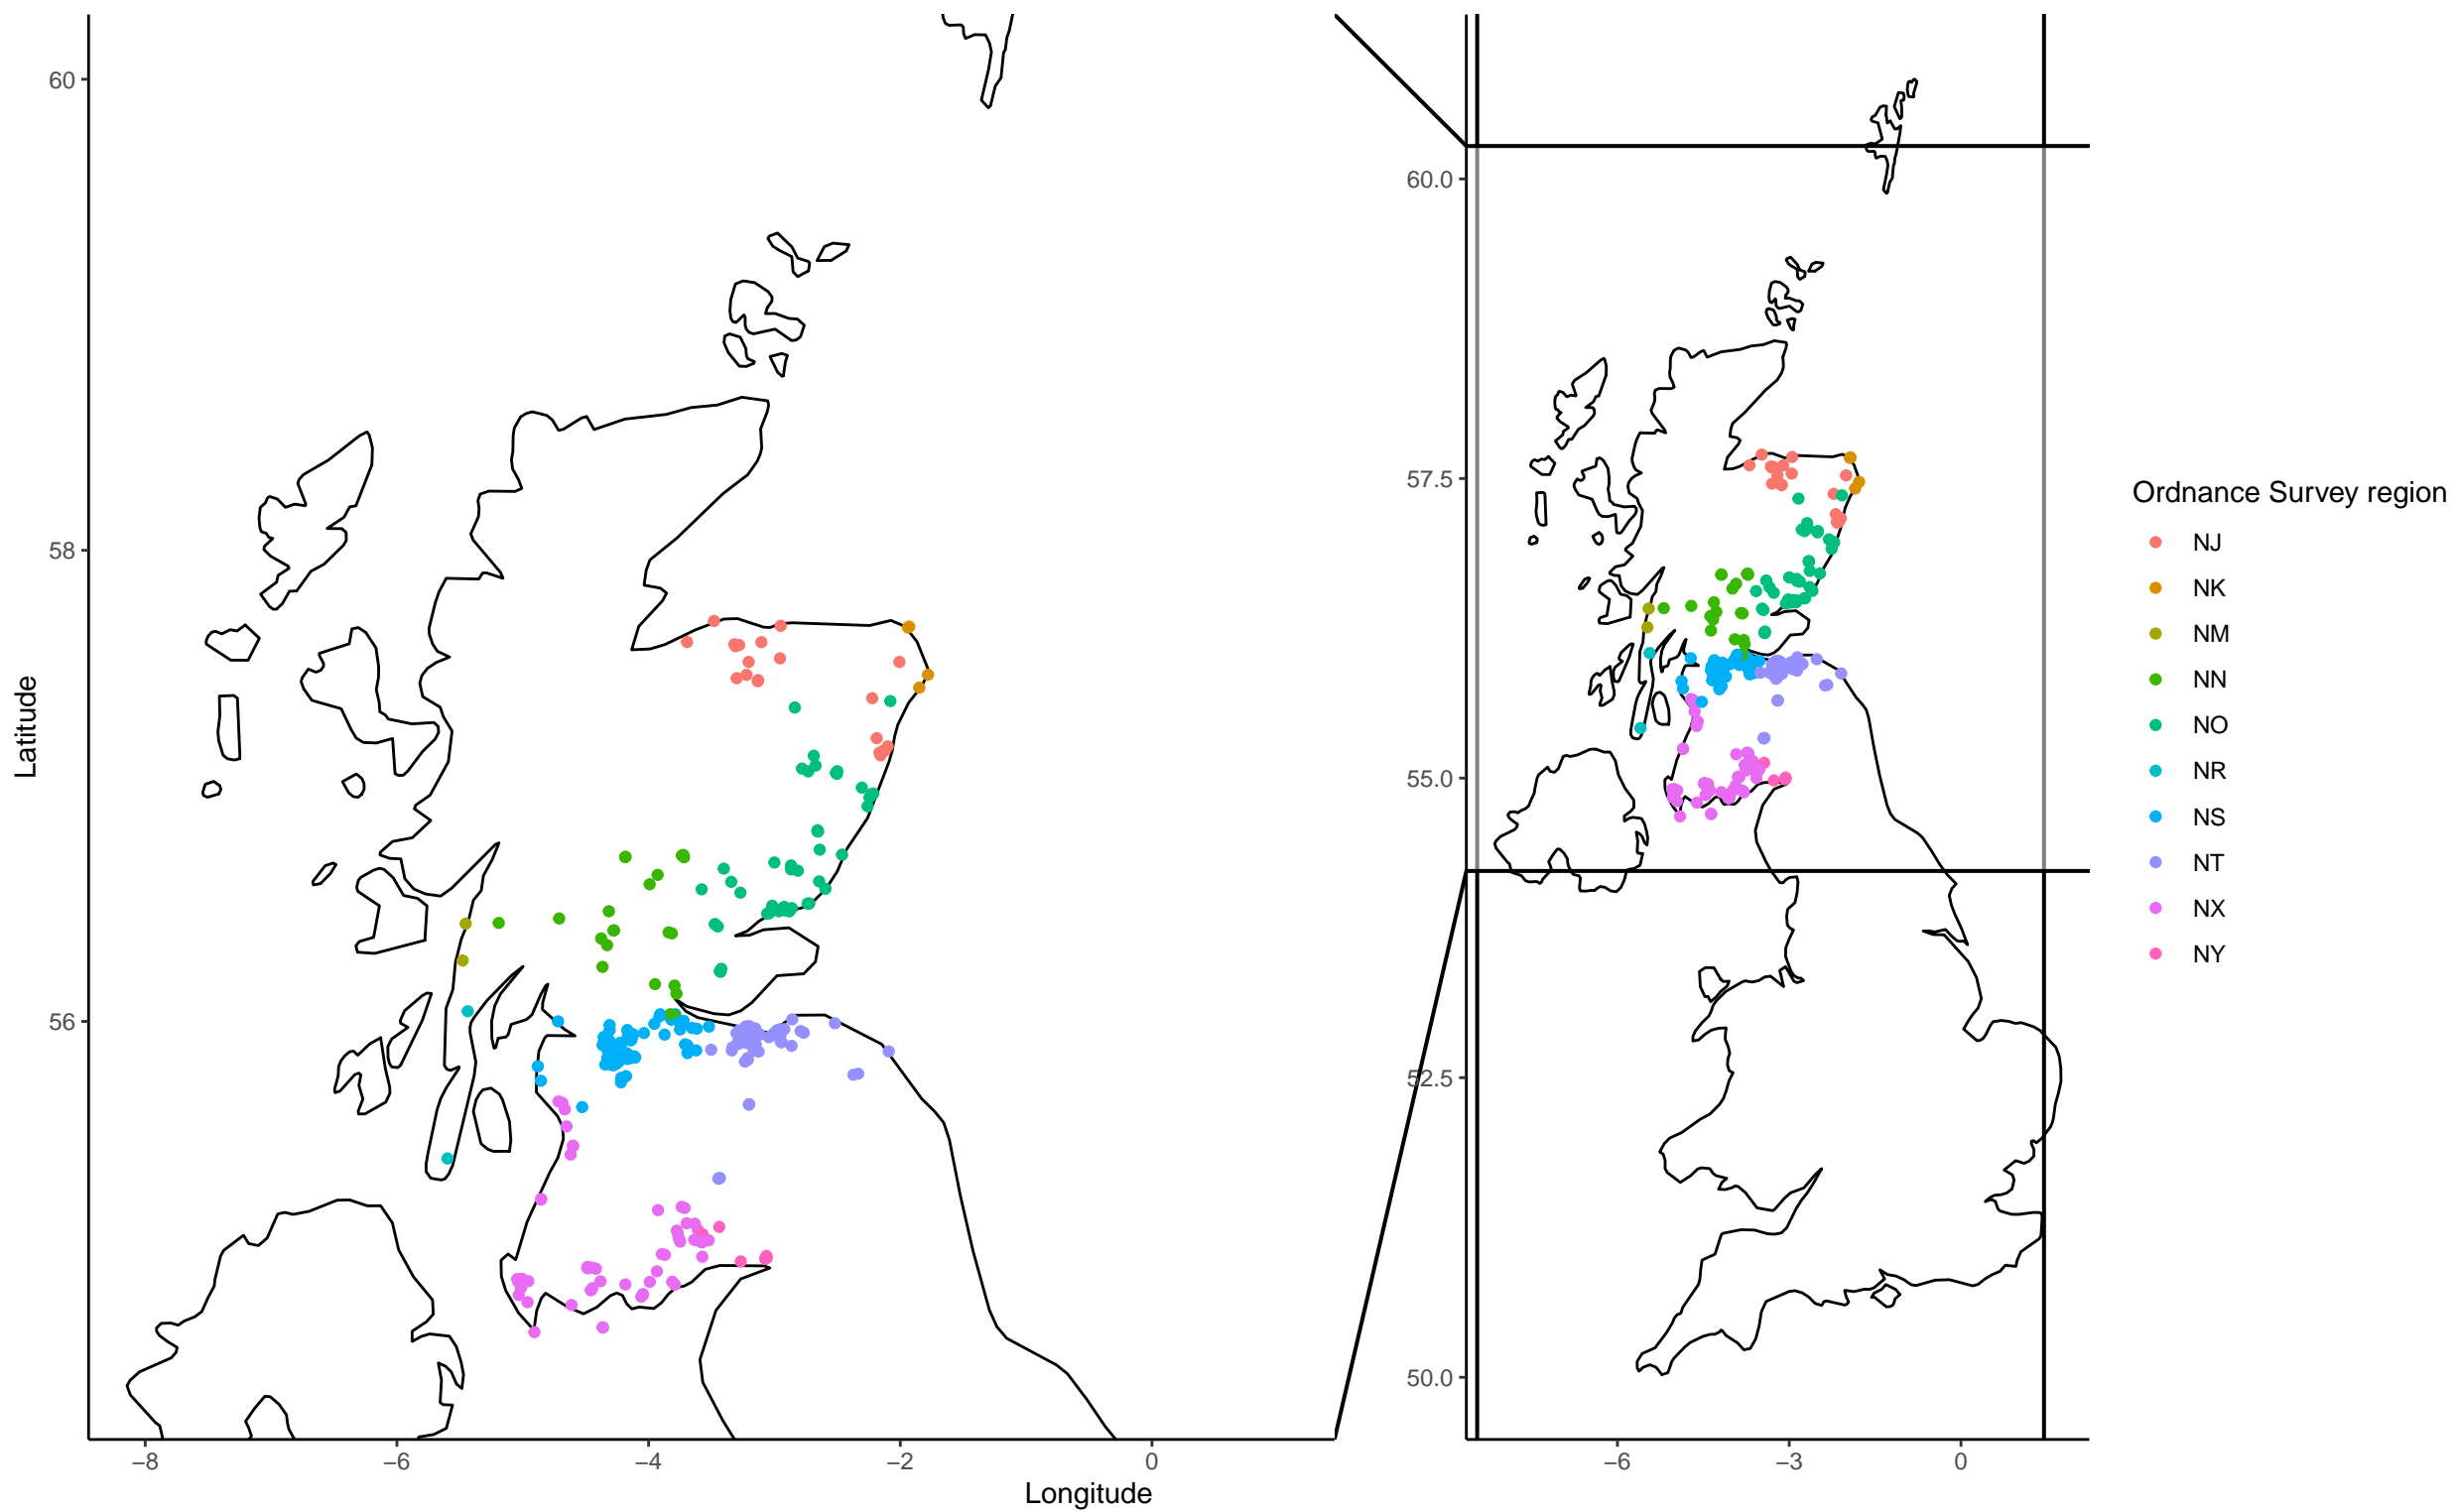 60
58
56
Latitude
−8
−6
−4
−2
0
Longitude
60.0
57.5
55.0
52.5
50.0
−6
−3
0
Ordnance Survey region
NJ
NK
NM
NN
NO
NR
NS
NT
NX
NY